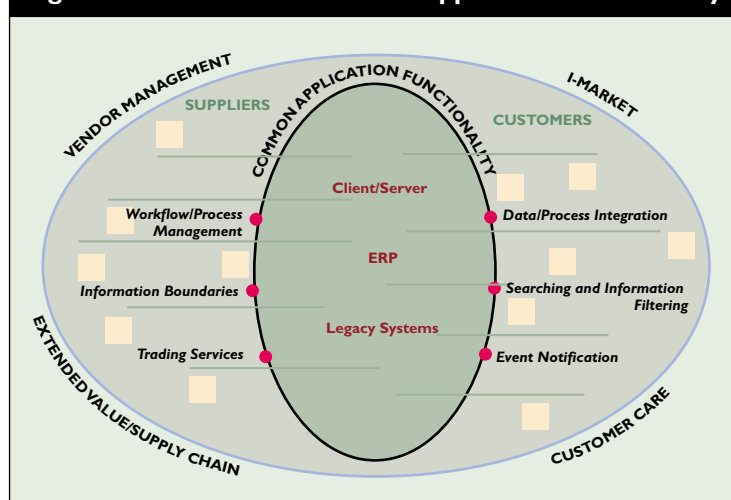 VENDOR MANAGEMENT
I-MARKET
COMMON APPLICATION FUNCTIONALITY
SUPPLIERS
CUSTOMERS
Client/Server
Workflow/Process
Management
Data/Process Integration
ERP
Information Boundaries
Searching and Information
Filtering
Legacy Systems
Trading Services
Event Notification
EXTENDED VALUE/SUPPLY CHAIN
CUSTOMER CARE